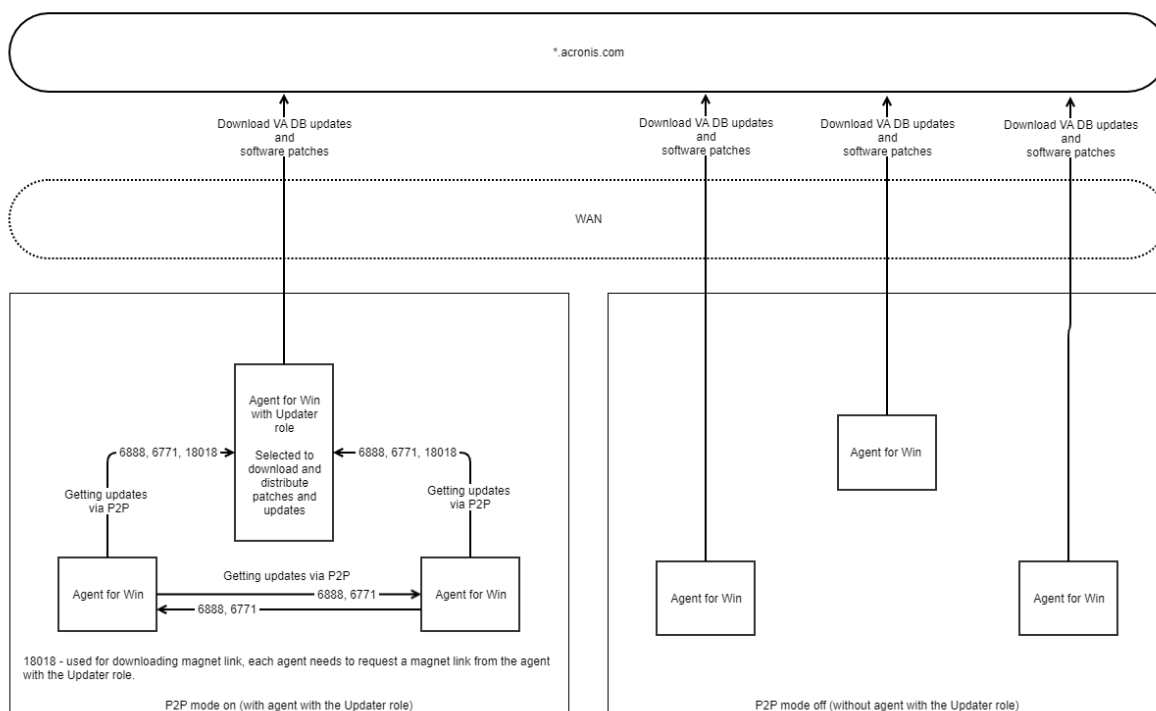 *.acronis.com
Download VA DB updates
and
software patches
Download VA DB updates
and
software patches
Download VA DB updates
and
software patches
Download VA DB updates
and
software patches
WAN
Agent for Win
with Updater
role
Selected to
download and
distribute
patches and
updates
6888, 6771, 18018
6888, 6771, 18018
Getting updates
via P2P
Getting updates
via P2P
Agent for Win
Getting updates via P2P
6888, 6771
6888, 6771
Agent for Win
18018 - used for downloading magnet link, each agent needs to request a magnet link from the agent
with the Updater role.
P2P mode on (with agent with the Updater role)
Agent for Win
Agent for Win
Agent for Win
P2P mode off (without agent with the Updater role)